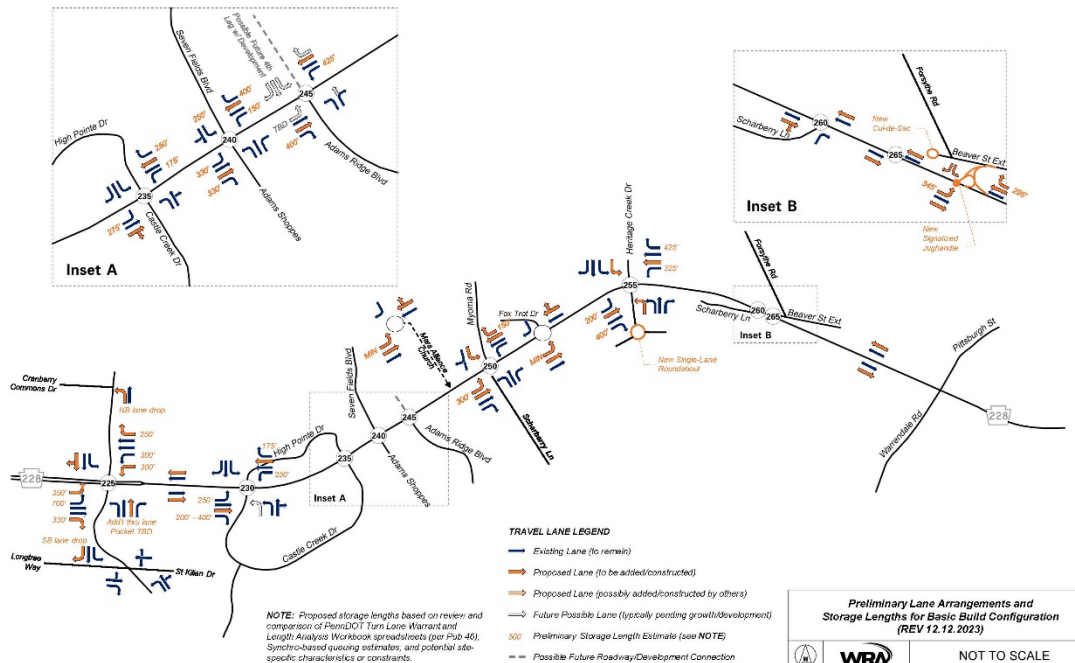 Possible Future 4th
Leg w/ Development
Seven Fields Blvd
High Pointe Dr
425'
400'
150'
250'
245
TBD
240
400'
Adams Ridge Blvd
250'
175'
330'
330'
Adams Shoppes
235
275'
Castle Creek Dr
Inset A
Forsythe Rd
Scharberry Ln
260
New
Cul-de-Sac
265
Beaver St Ext
345'
295'
Inset B
New
Signalized
Jughandle
Heritage Creek Dr
425'
325'
255
Forsythe Rd
Scharberry Ln
260
265
Beaver St Ext
Inset B
Pittsburgh St
Warrendale Rd
228
Myoma Rd
Fox Trot Dr
150'
200'
400'
MIN
New Single-Lane
Roundabout
MIN
Mars Alliance
Church
250
300'
Scharberry Ln
Seven Fields Blvd
245
240
Adams Ridge Blvd
Adams Shoppes
High Pointe Dr
235
Inset A
Castle Creek Dr
Cranberry
Commons Dr
NB lane drop
250'
300'
300'
175'
250'
228
225
230
350'
700'
330'
250'
200' - 400'
Add'l thru lane
Pocket TBD
SB lane drop
Longtree
Way
St Kilian Dr
TRAVEL LANE LEGEND
Existing Lane (to remain)
Proposed Lane (to be added/constructed)
Proposed Lane (possibly added/constructed by others)
Future Possible Lane (typically pending growth/development)
500' Preliminary Storage Length Estimate (see NOTE)
Possible Future Roadway/Development Connection
NOTE: Proposed storage lengths based on review and
comparison of PennDOT Turn Lane Warrant and
Length Analysis Workbook spreadsheets (per Pub 46),
Synchro-based queuing estimates, and potential site-
specific characteristics or constraints.
Preliminary Lane Arrangements and
Storage Lengths for Basic Build Configuration
(REV 12.12.2023)
WRA
NOT TO SCALE